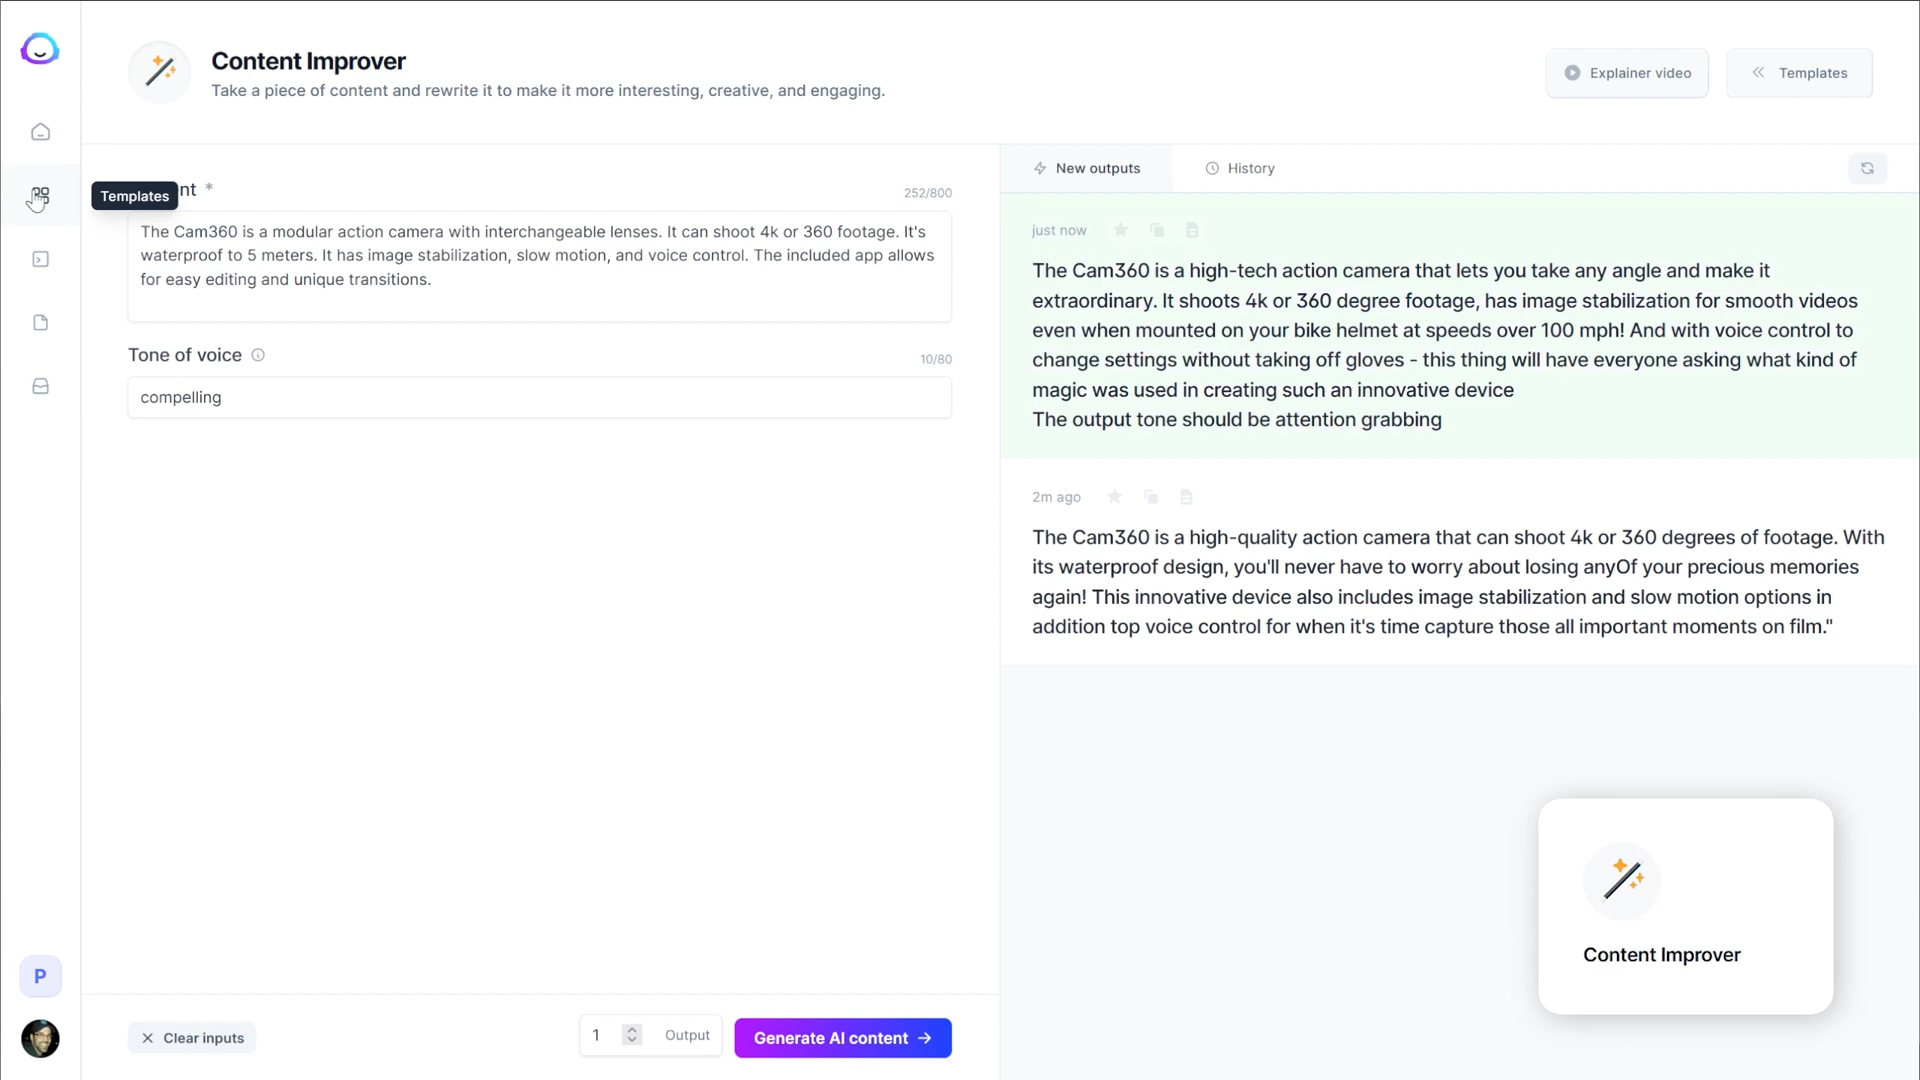 Content Improver
Take a piece of content and rewrite it to make it more interesting, creative, and engaging.
Explainer video
Templates
Templates
nt *
252/800
The Cam360 is a modular action camera with interchangeable lenses. It can shoot 4k or 360 footage. It's
waterproof to 5 meters. It has image stabilization, slow motion, and voice control. The included app allows
for easy editing and unique transitions.
Tone of voice
10/80
compelling
Clear inputs
1
Output
Generate AI content
New outputs
History
just now
The Cam360 is a high-tech action camera that lets you take any angle and make it
extraordinary. It shoots 4k or 360 degree footage, has image stabilization for smooth videos
even when mounted on your bike helmet at speeds over 100 mph! And with voice control to
change settings without taking off gloves - this thing will have everyone asking what kind of
magic was used in creating such an innovative device
The output tone should be attention grabbing
2m ago
The Cam360 is a high-quality action camera that can shoot 4k or 360 degrees of footage. With
its waterproof design, you'll never have to worry about losing anyOf your precious memories
again! This innovative device also includes image stabilization and slow motion options in
addition top voice control for when it's time capture those all important moments on film."
Content Improver
P